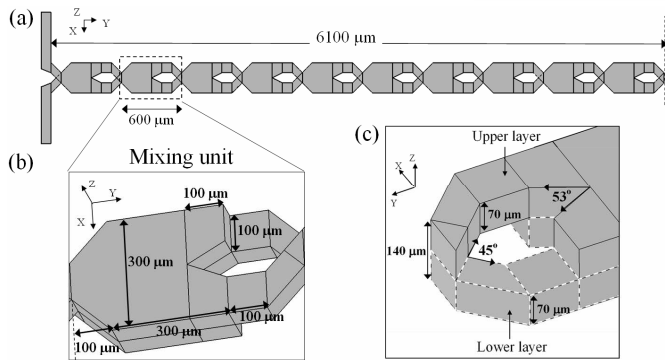 (a)
Z
Y
X
6100 μm
600 μm
(b)
Mixing unit
Z
Y
X
100 μm
100 μm
300 μm
100 μm
300 μm
100 μm
(c)
Upper layer
X
Z
Y
53°
70 μm
140 μm
45°
70 μm
Lower layer